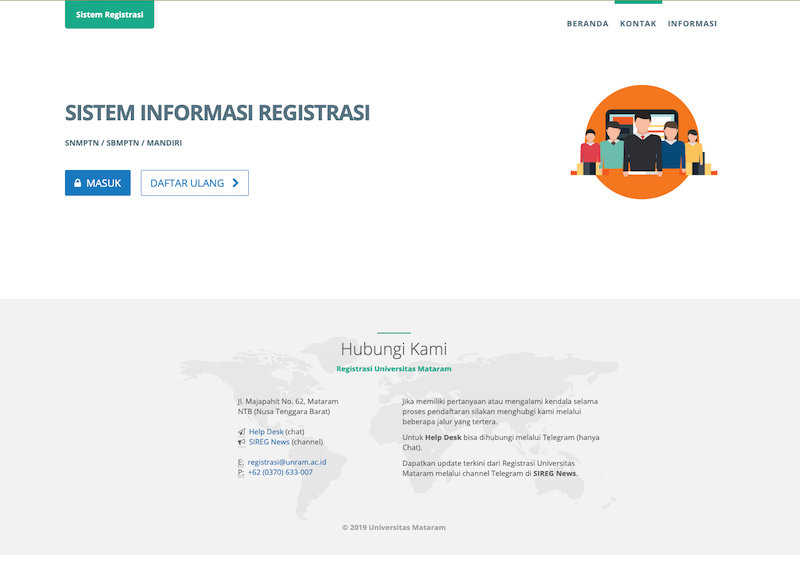 Sistem Registrasi
BERANDA KONTAK INFORMASI
SISTEM INFORMASI REGISTRASI
SNMPTN / SBMPTN / MANDIRI
MASUK
DAFTAR ULANG
Hubungi Kami
Registrasi Universitas Mataram
Jl. Majapahit No. 62, Mataram
NTB (Nusa Tenggara Barat)
Help Desk (chat)
SIREG News (channel)
E: registrasi@unram.ac.id
P: +62 (0370) 633-007
Jika memiliki pertanyaan atau mengalami kendala selama
proses pendaftaran silakan menghubgi kami melalui
beberapa jalur yang tertera.
Untuk Help Desk bisa dihubungi melalui Telegram (hanya
Chat).
Dapatkan update terkini dari Registrasi Universitas
Mataram melalui channel Telegram di SIREG News.
© 2019 Universitas Mataram